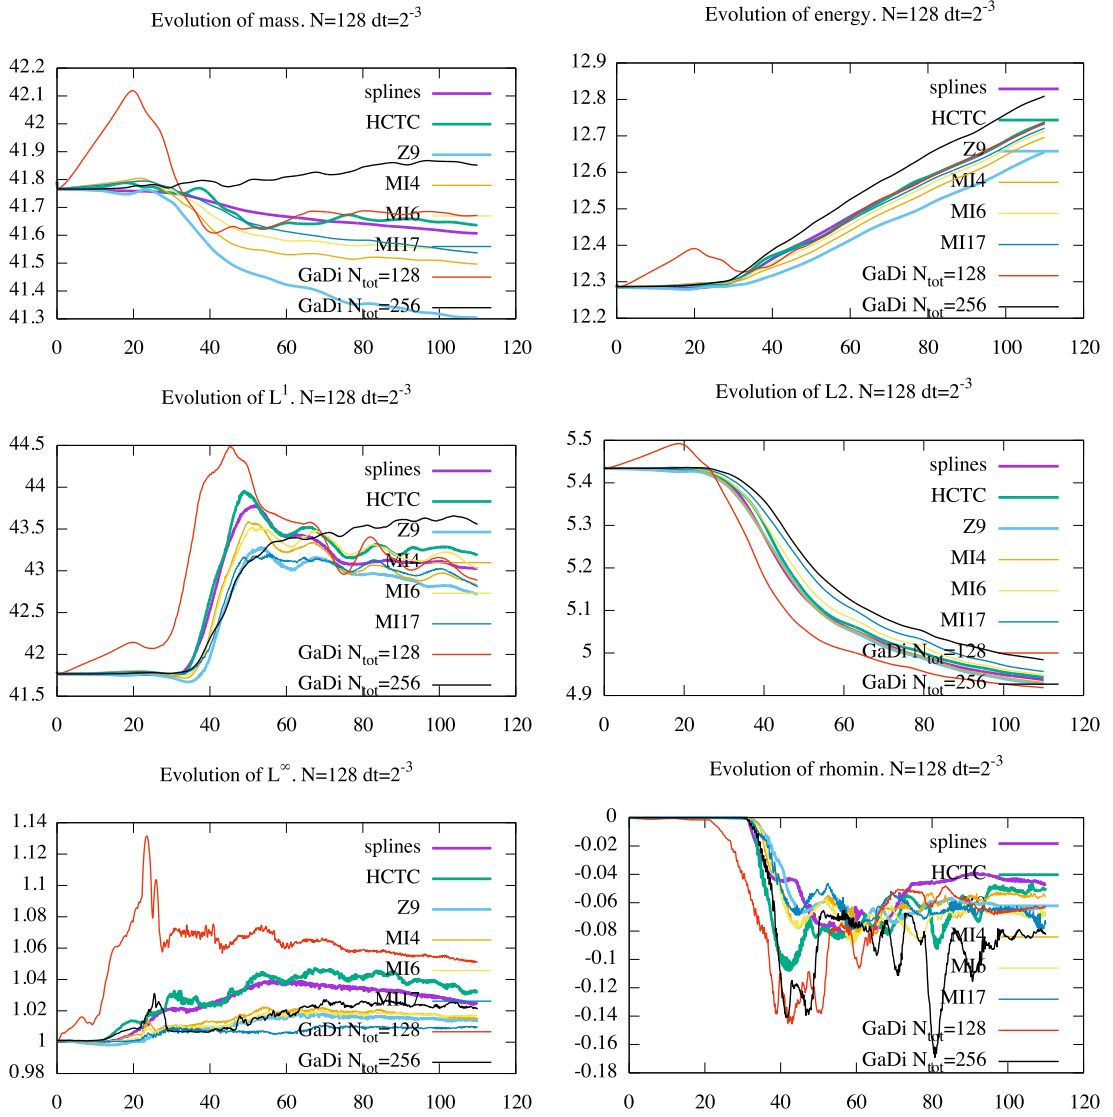 Evolution of mass. N=128 dt=2^-3
42.2
42.1
42
41.9
41.8
41.7
41.6
41.5
41.4
41.3
0 20 40 60 80 100 120
splines
HCTC
Z9
MI4
MI6
MI17
GaDi N_tot=128
GaDi N_tot=256
Evolution of energy. N=128 dt=2^-3
12.9
12.8
12.7
12.6
12.5
12.4
12.3
12.2
0 20 40 60 80 100 120
splines
HCTC
Z9
MI4
MI6
MI17
GaDi N_tot=128
GaDi N_tot=256
Evolution of L^1. N=128 dt=2^-3
44.5
44
43.5
43
42.5
42
41.5
0 20 40 60 80 100 120
splines
HCTC
Z9
MI4
MI6
MI17
GaDi N_tot=128
GaDi N_tot=256
Evolution of L2. N=128 dt=2^-3
5.5
5.4
5.3
5.2
5.1
5
4.9
0 20 40 60 80 100 120
splines
HCTC
Z9
MI4
MI6
MI17
GaDi N_tot=128
GaDi N_tot=256
Evolution of L^∞. N=128 dt=2^-3
1.14
1.12
1.1
1.08
1.06
1.04
1.02
1
0.98
0 20 40 60 80 100 120
splines
HCTC
Z9
MI4
MI6
MI17
GaDi N_tot=128
GaDi N_tot=256
Evolution of rhomin. N=128 dt=2^-3
0
-0.02
-0.04
-0.06
-0.08
-0.1
-0.12
-0.14
-0.16
-0.18
0 20 40 60 80 100 120
splines
HCTC
MI4
MI6
MI17
GaDi N_tot=128
GaDi N_tot=256